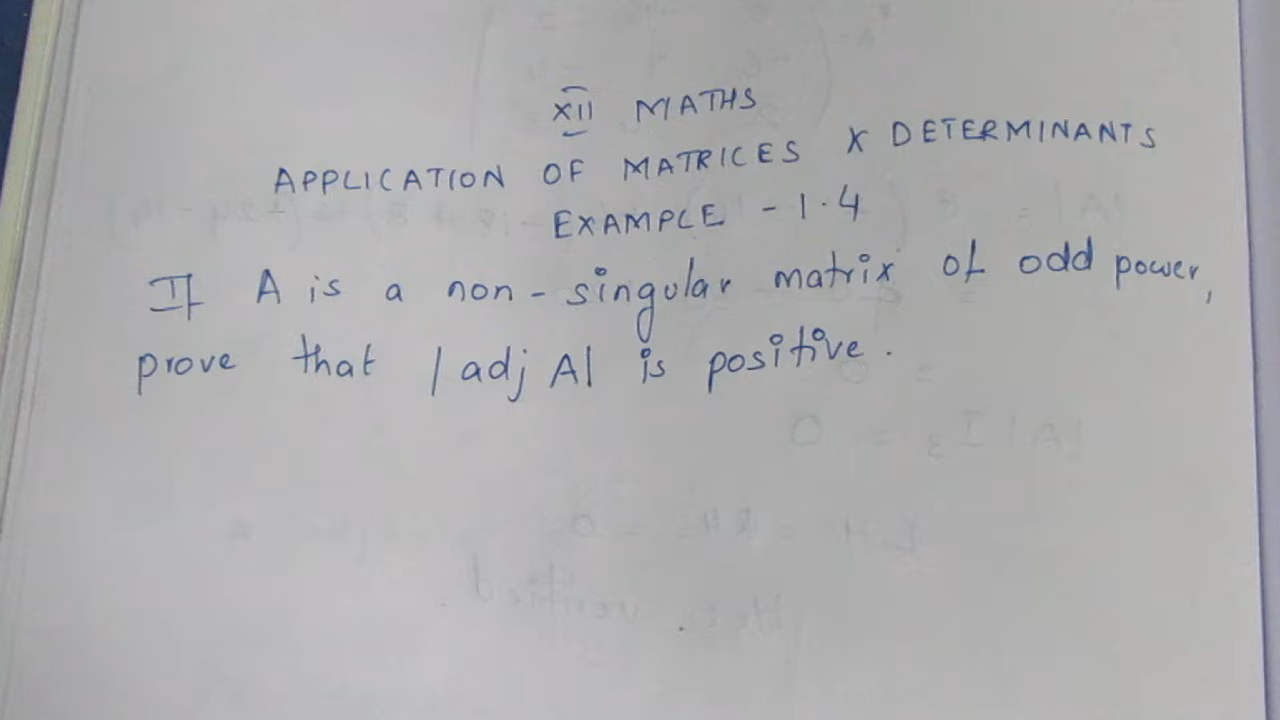 XII MATHS
APPLICATION OF MATRICES X DETERMINANTS
EXAMPLE - 1.4
If A is a non-singular matrix of odd power,
prove that |adj A| is positive.